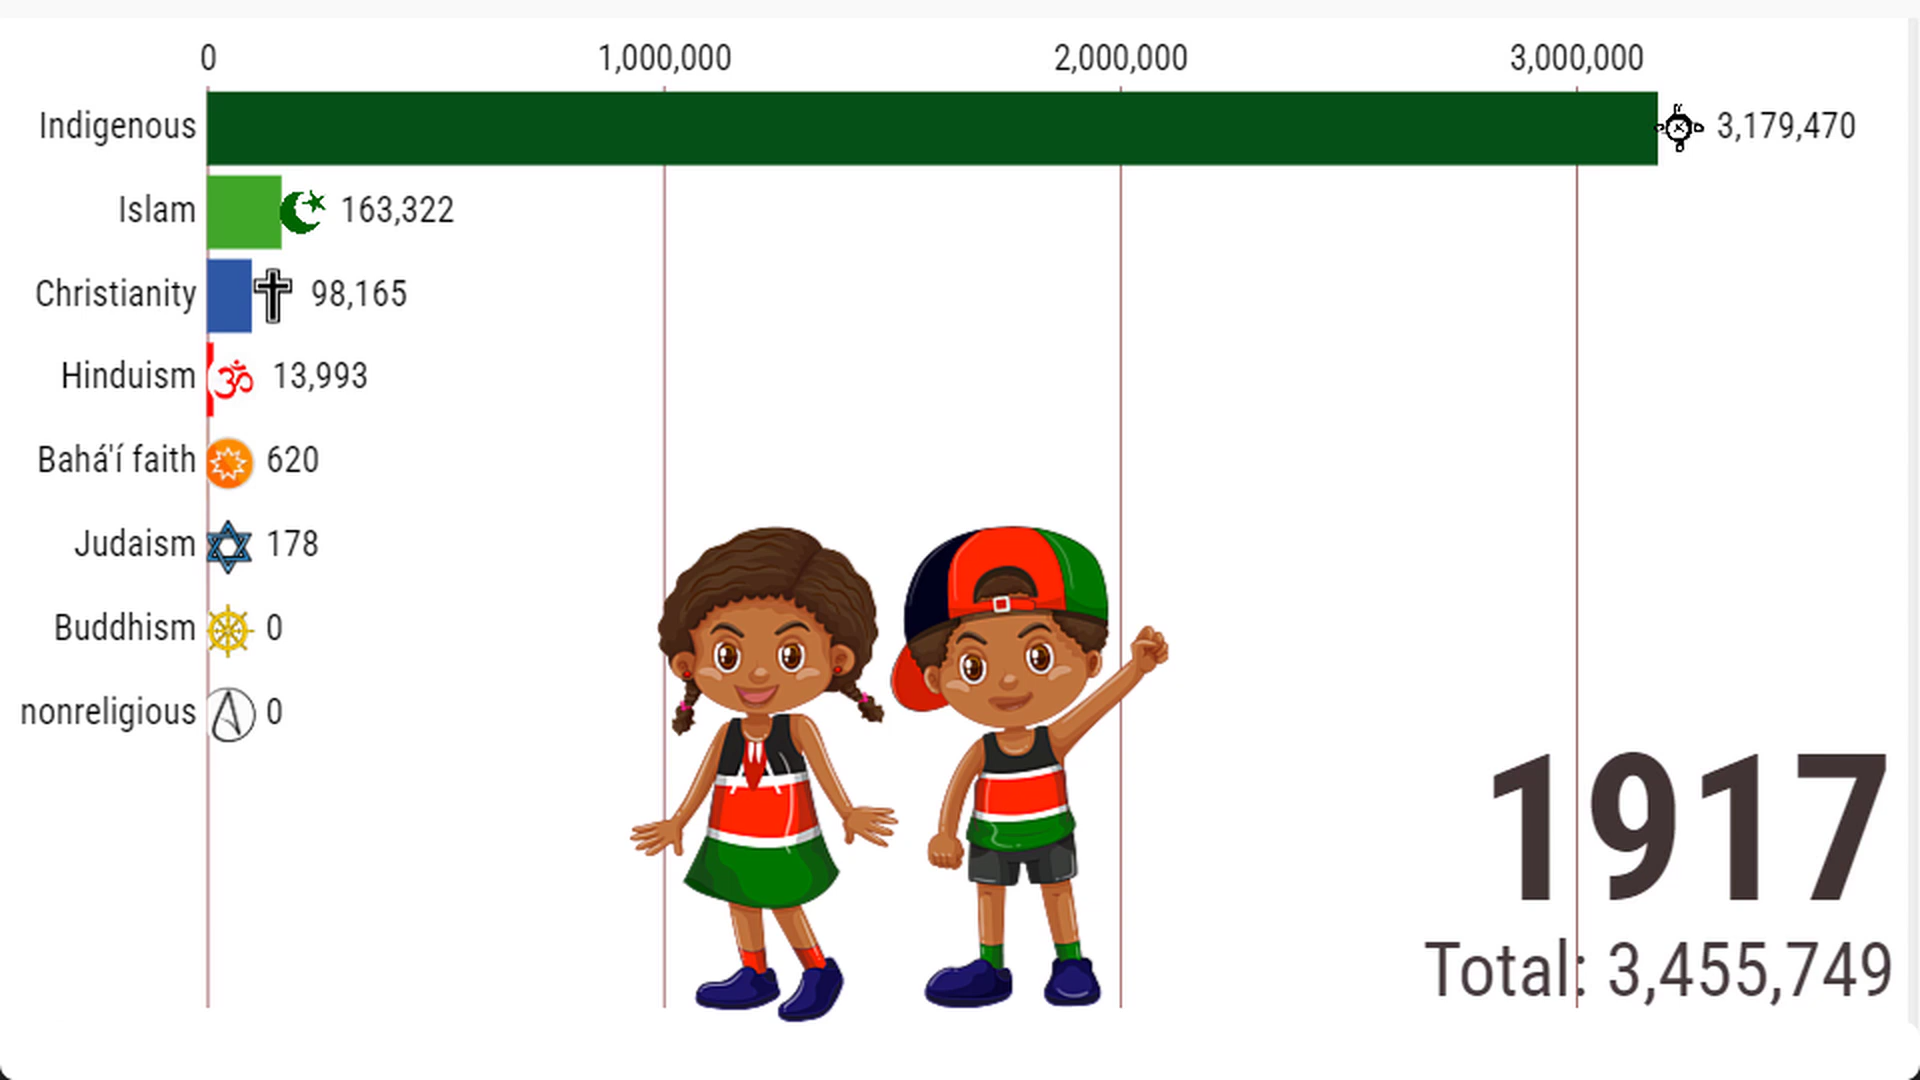 0 1,000,000 2,000,000 3,000,000
Indigenous 3,179,470
Islam 163,322
Christianity 98,165
Hinduism 13,993
Bahá'í faith 620
Judaism 178
Buddhism 0
nonreligious 0
1917
Total: 3,455,749